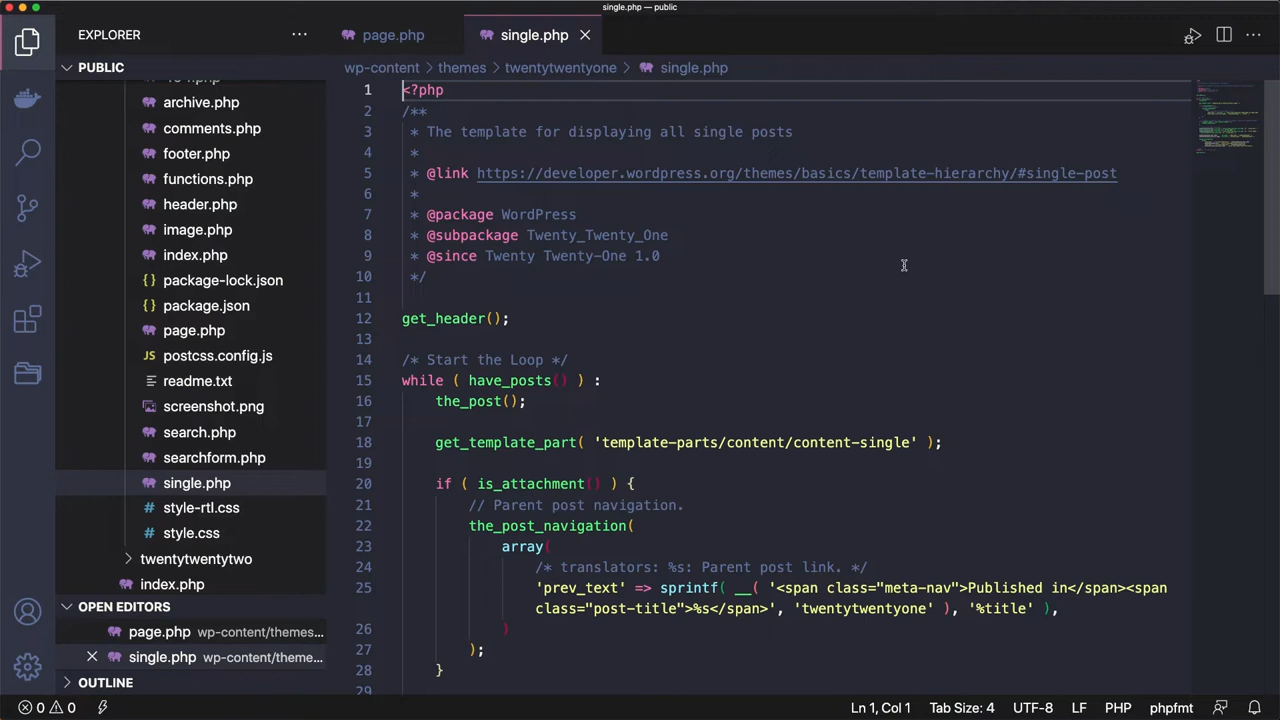 single.php — public
EXPLORER
page.php
single.php
PUBLIC
wp-content
themes
twentytwentyone
single.php
archive.php
comments.php
footer.php
functions.php
header.php
image.php
index.php
package-lock.json
package.json
page.php
postcss.config.js
readme.txt
screenshot.png
search.php
searchform.php
single.php
style-rtl.css
style.css
twentytwentytwo
index.php
OPEN EDITORS
page.php wp-content/themes...
single.php wp-content/theme...
OUTLINE
1 <?php
2 /**
3 * The template for displaying all single posts
4 *
5 * @link https://developer.wordpress.org/themes/basics/template-hierarchy/#single-post
6 *
7 * @package WordPress
8 * @subpackage Twenty_Twenty_One
9 * @since Twenty Twenty-One 1.0
10 */
11
12 get_header();
13
14 /* Start the Loop */
15 while ( have_posts() ) :
16 the_post();
17
18 get_template_part( 'template-parts/content/content-single' );
19
20 if ( is_attachment() ) {
21 // Parent post navigation.
22 the_post_navigation(
23 array(
24 /* translators: %s: Parent post link. */
25 'prev_text' => sprintf( __( '<span class="meta-nav">Published in</span><span
class="post-title">%s</span>', 'twentytwentyone' ), '%title' ),
26 )
27 );
28 }
29
0 0
Ln 1, Col 1
Tab Size: 4
UTF-8
LF
PHP
phpfmt